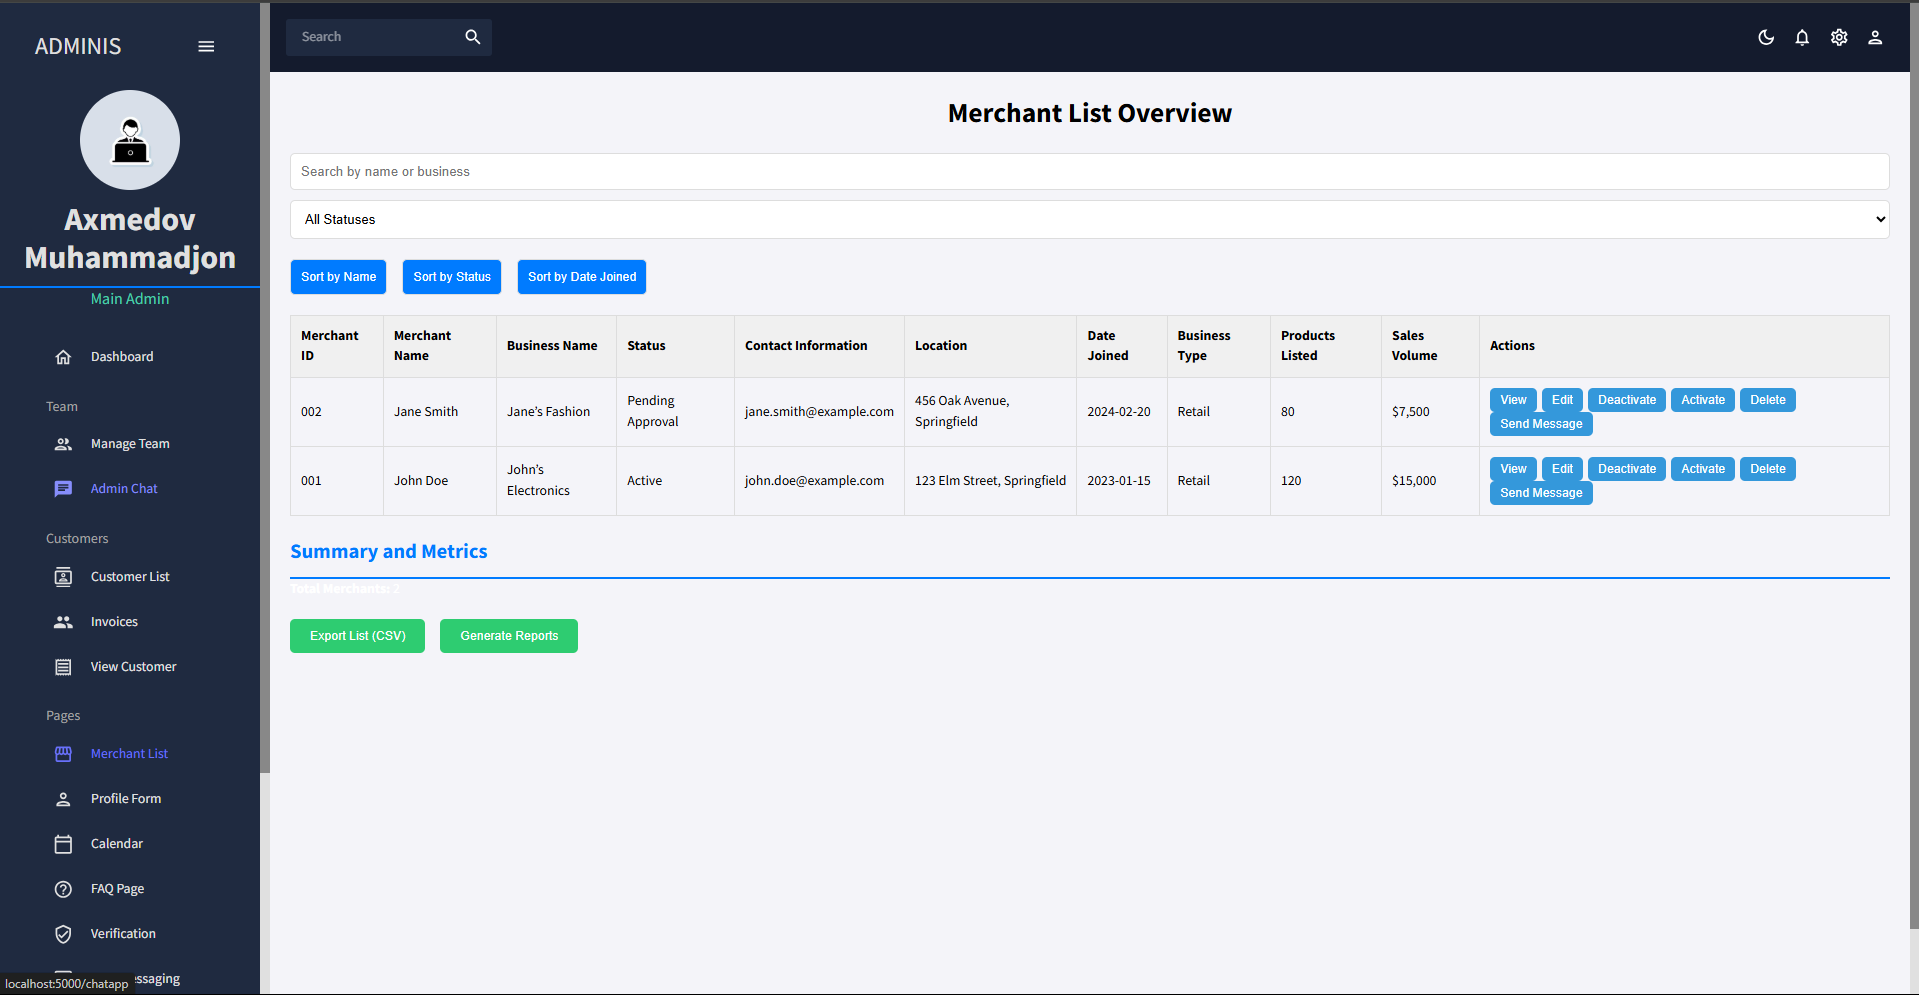 ADMINIS
Search
Axmedov
Muhammadjon
Main Admin
Dashboard
Team
Manage Team
Admin Chat
Customers
Customer List
Invoices
View Customer
Pages
Merchant List
Profile Form
Calendar
FAQ Page
Verification
essaging
localhost:5000/chatapp
Merchant List Overview
Search by name or business
All Statuses
Sort by Name Sort by Status Sort by Date Joined
Merchant ID Merchant Name Business Name Status Contact Information Location Date Joined Business Type Products Listed Sales Volume Actions
002 Jane Smith Jane's Fashion Pending Approval jane.smith@example.com 456 Oak Avenue, Springfield 2024-02-20 Retail 80 $7,500 View Edit Deactivate Activate Delete
Send Message
001 John Doe John's Electronics Active john.doe@example.com 123 Elm Street, Springfield 2023-01-15 Retail 120 $15,000 View Edit Deactivate Activate Delete
Send Message
Summary and Metrics
Total Merchants: 2
Export List (CSV) Generate Reports